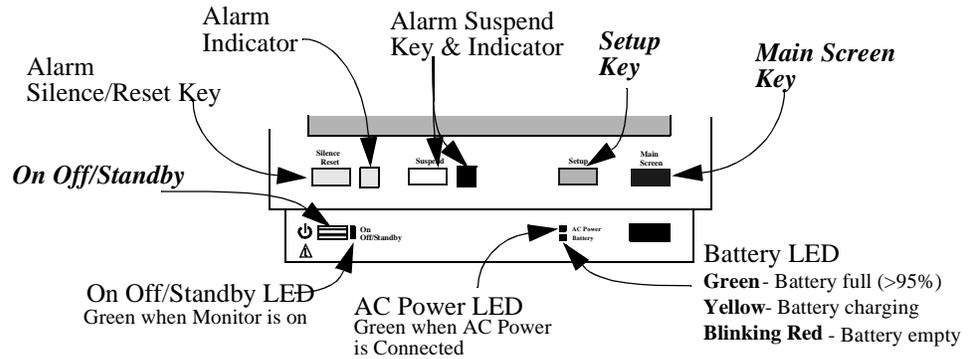 Alarm
Indicator
Alarm Suspend
Key & Indicator
Setup
Key
Main Screen
Key
Alarm
Silence/Reset Key
Silence
Reset
Suspend
Setup
Main
Screen
On Off/Standby
On
Off/Standby
AC Power
Battery
On Off/Standby LED
Green when Monitor is on
AC Power LED
Green when AC Power
is Connected
Battery LED
Green- Battery full (>95%)
Yellow- Battery charging
Blinking Red - Battery empty